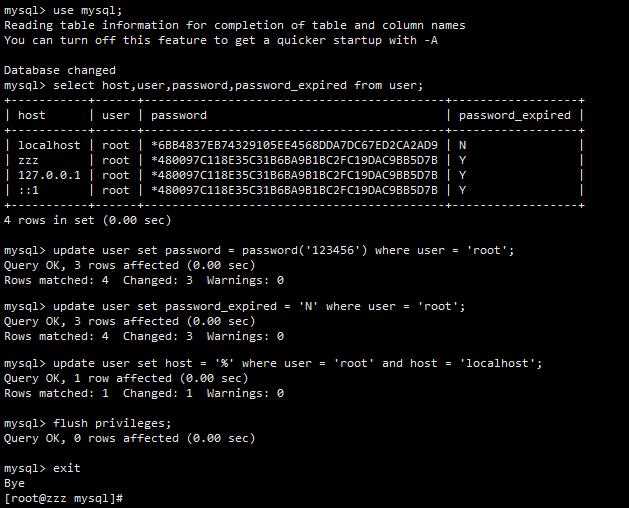 mysql> use mysql;
Reading table information for completion of table and column names
You can turn off this feature to get a quicker startup with -A
Database changed
mysql> select host,user,password,password_expired from user;
+-----------+------+-------------------------------------------+------------------+
| host      | user | password                                  | password_expired |
+-----------+------+-------------------------------------------+------------------+
| localhost | root | *6BB4837EB74329105EE4568DDA7DC67ED2CA2AD9 | N                |
| zzz       | root | *480097C118E35C31B6BA9B1BC2FC19DAC9BB5D7B | Y                |
| 127.0.0.1 | root | *480097C118E35C31B6BA9B1BC2FC19DAC9BB5D7B | Y                |
| ::1       | root | *480097C118E35C31B6BA9B1BC2FC19DAC9BB5D7B | Y                |
+-----------+------+-------------------------------------------+------------------+
4 rows in set (0.00 sec)
mysql> update user set password = password('123456') where user = 'root';
Query OK, 3 rows affected (0.00 sec)
Rows matched: 4  Changed: 3  Warnings: 0
mysql> update user set password_expired = 'N' where user = 'root';
Query OK, 3 rows affected (0.00 sec)
Rows matched: 4  Changed: 3  Warnings: 0
mysql> update user set host = '%' where user = 'root' and host = 'localhost';
Query OK, 1 row affected (0.00 sec)
Rows matched: 1  Changed: 1  Warnings: 0
mysql> flush privileges;
Query OK, 0 rows affected (0.00 sec)
mysql> exit
Bye
[root@zzz mysql]#